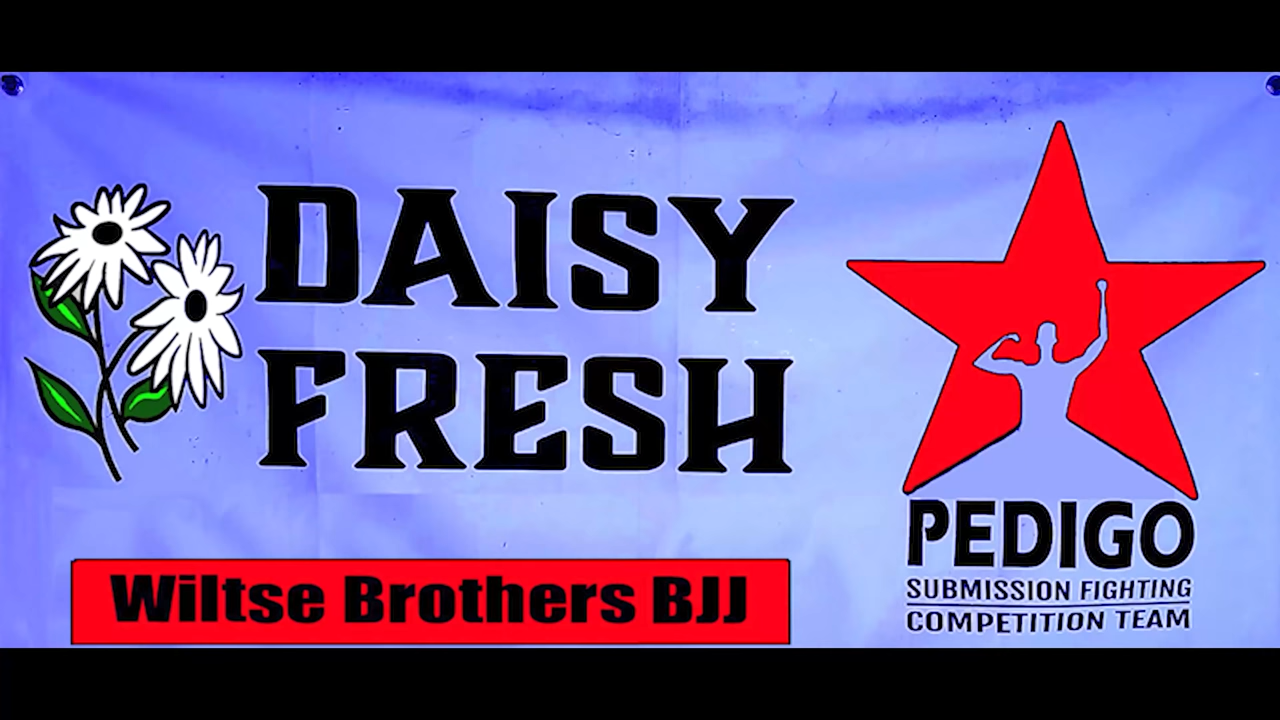 DAISY
FRESH
Wiltse Brothers BJJ
PEDIGO
SUBMISSION FIGHTING
COMPETITION TEAM